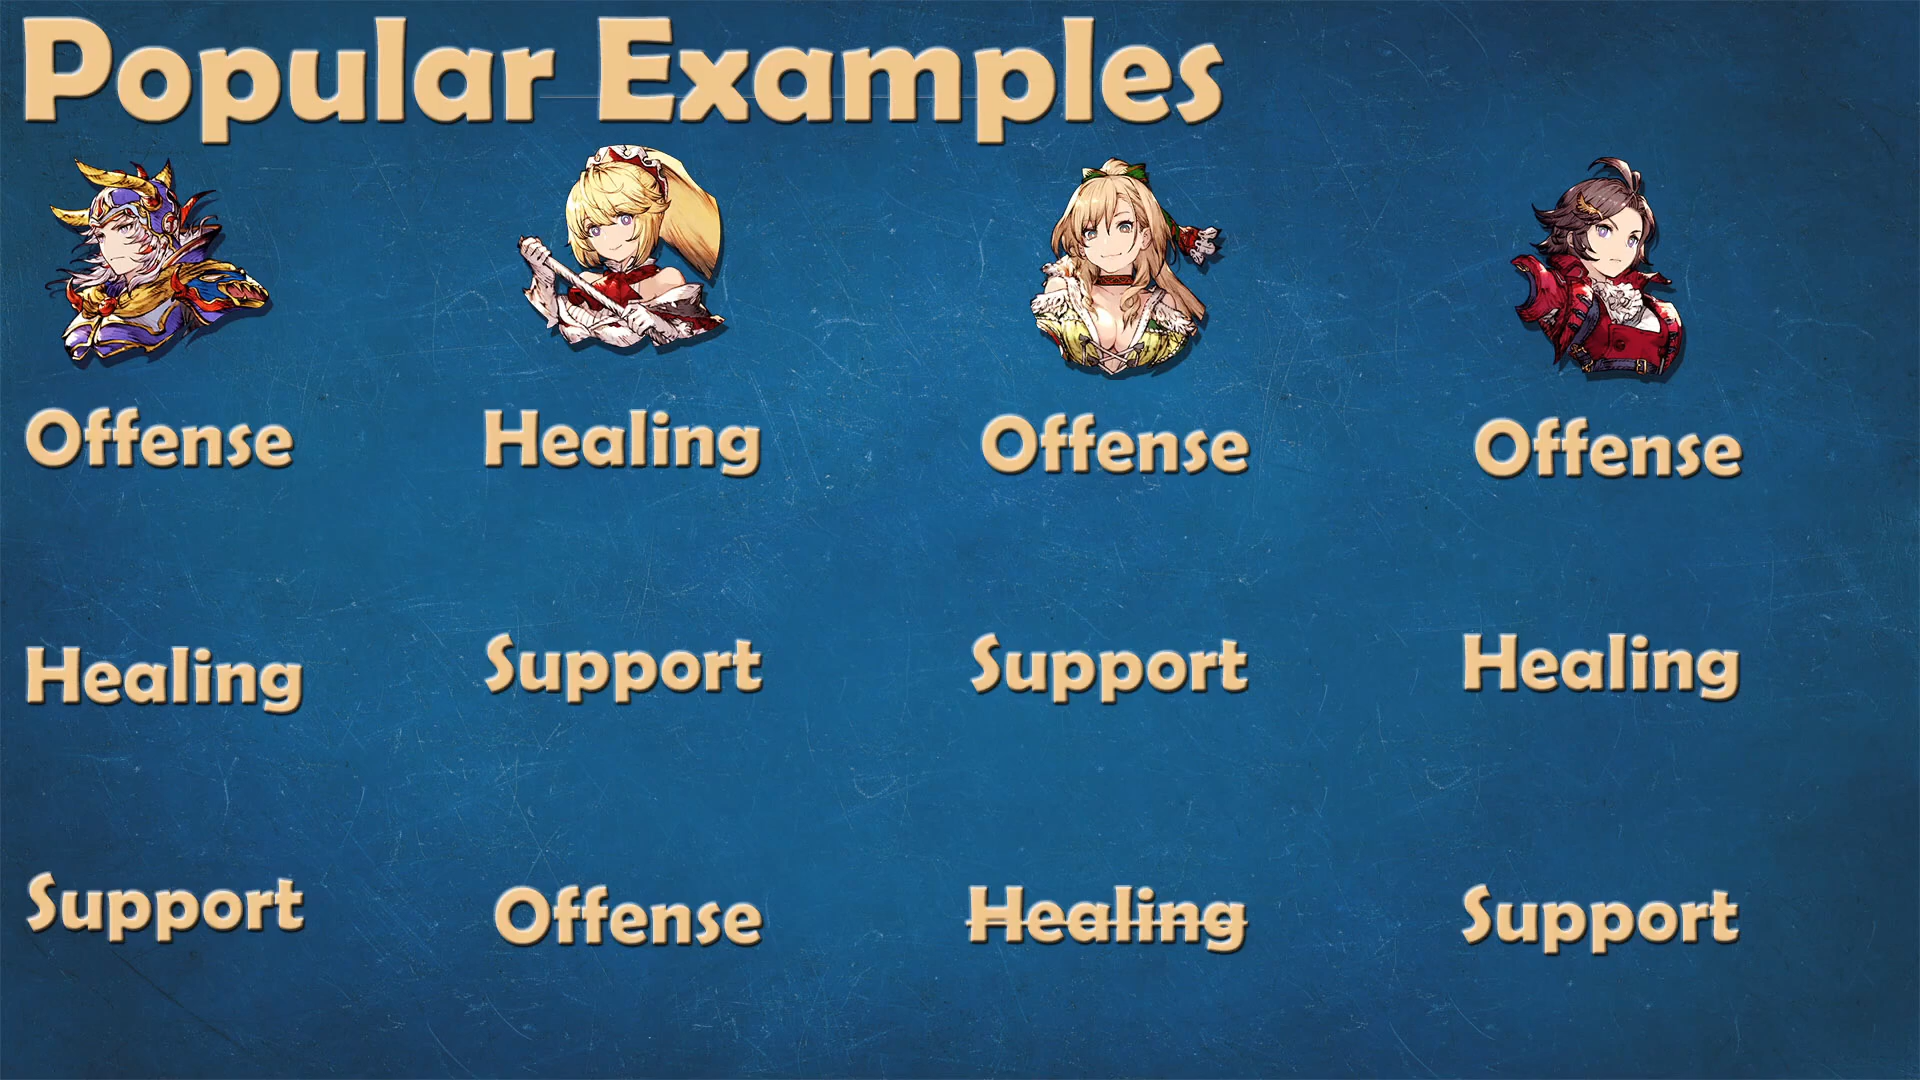 Popular Examples
Offense Healing Offense Offense
Healing Support Support Healing
Support Offense Healing Support